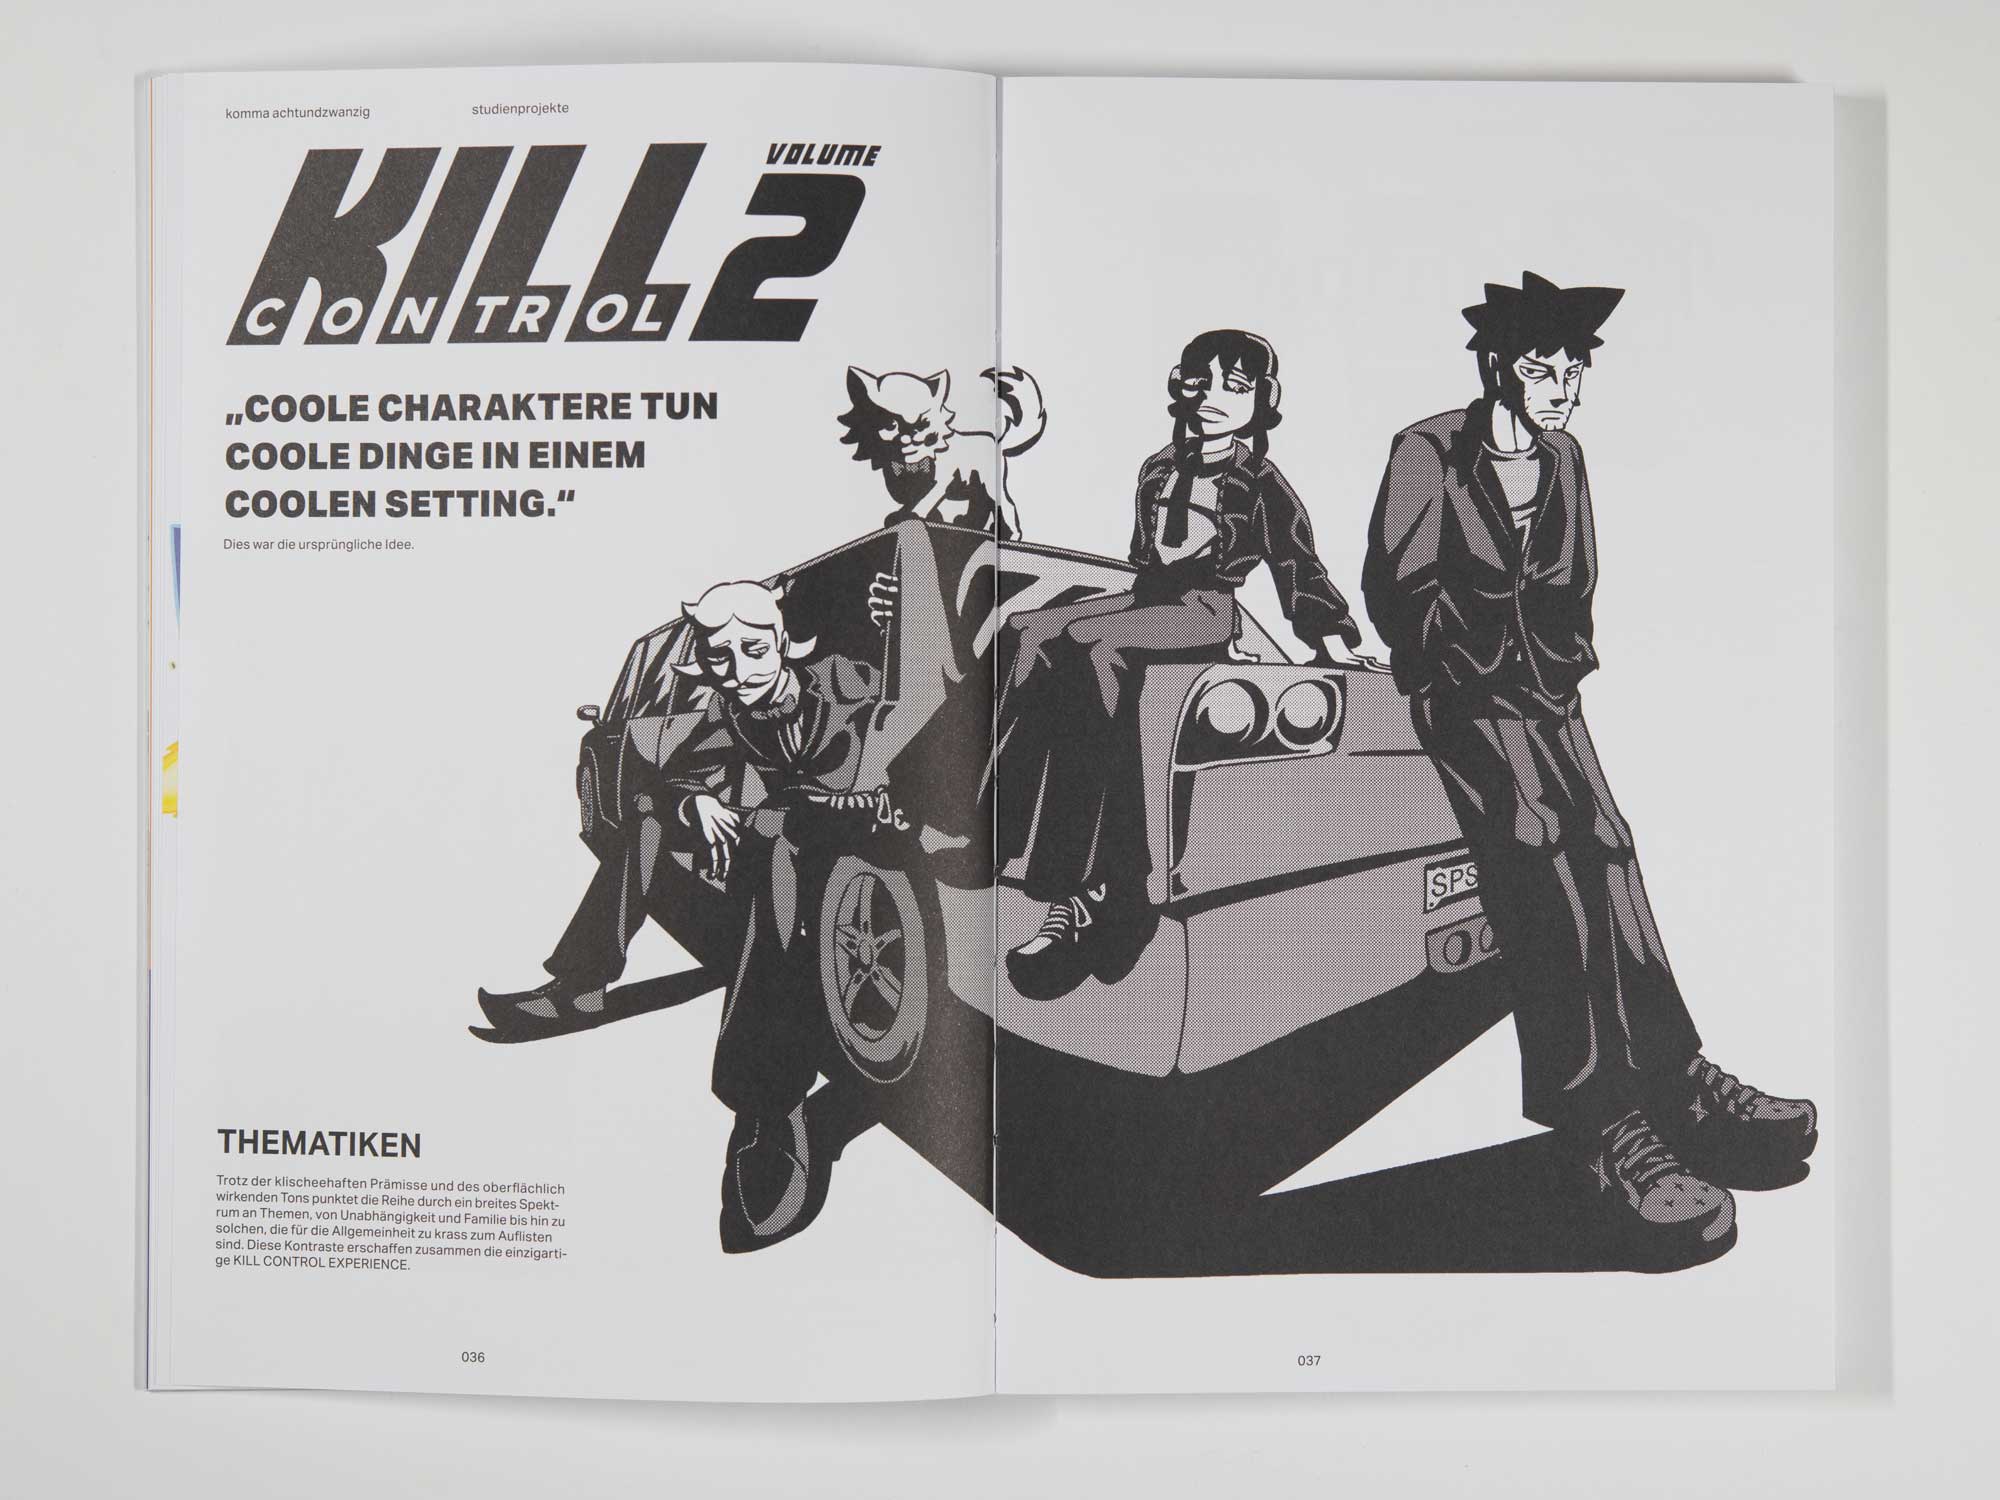 komma achtundzwanzig
studienprojekte
KILL
CONTROL
VOLUME
2
„COOLE CHARAKTERE TUN
COOLE DINGE IN EINEM
COOLEN SETTING.“
Dies war die ursprüngliche Idee.
SPS
THEMATIKEN
Trotz der klischeehaften Prämisse und des oberflächlich
wirkenden Tons punktet die Reihe durch ein breites Spekt-
rum an Themen, von Unabhängigkeit und Familie bis hin zu
solchen, die für die Allgemeinheit zu krass zum Auflisten
sind. Diese Kontraste erschaffen zusammen die einzigarti-
ge KILL CONTROL EXPERIENCE.
036
037